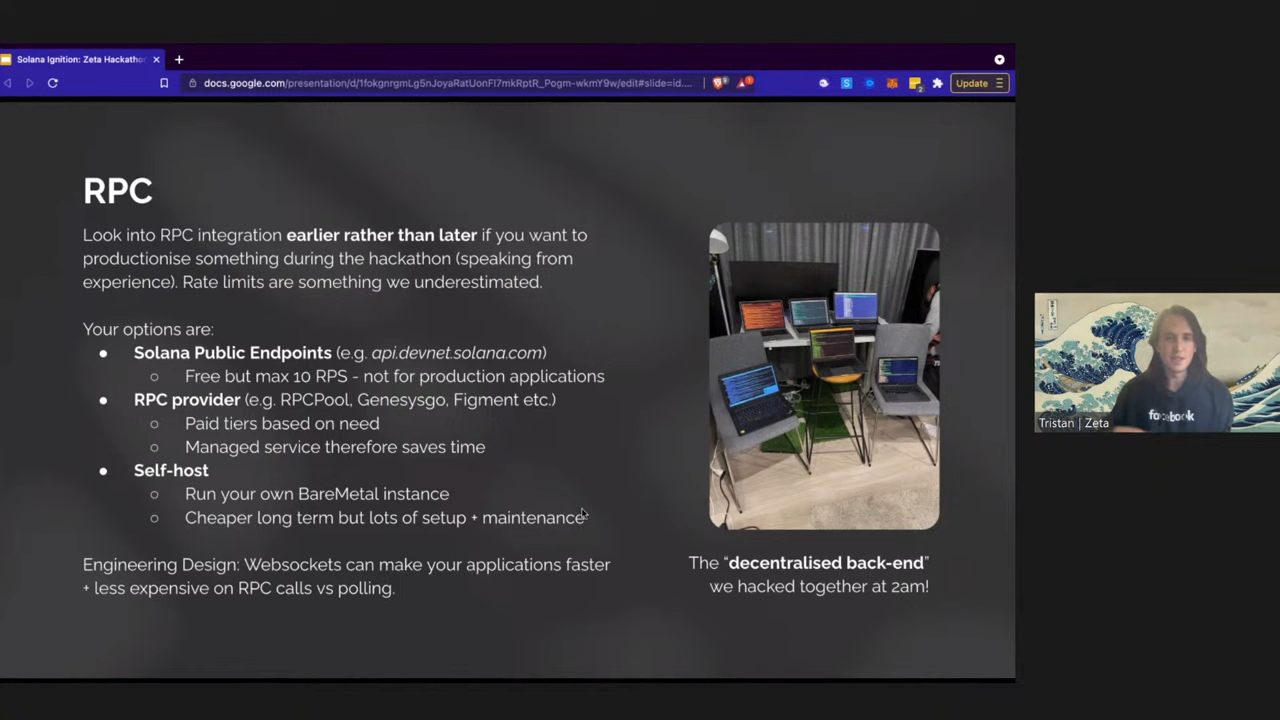 Solana Ignition: Zeta Hackatho
docs.google.com/presentation/d/1fokgnrgmLg5nJoyaRatUonFl7mkRptR_Pogm-wkmY9w/edit#slide=id....
Update
RPC
Look into RPC integration earlier rather than later if you want to
productionise something during the hackathon (speaking from
experience). Rate limits are something we underestimated.
Your options are:
● Solana Public Endpoints (e.g. api.devnet.solana.com)
○ Free but max 10 RPS - not for production applications
● RPC provider (e.g. RPCPool, Genesysgo, Figment etc.)
○ Paid tiers based on need
○ Managed service therefore saves time
● Self-host
○ Run your own BareMetal instance
○ Cheaper long term but lots of setup + maintenance
Engineering Design: Websockets can make your applications faster
+ less expensive on RPC calls vs polling.
The “decentralised back-end”
we hacked together at 2am!
facebook
Tristan | Zeta